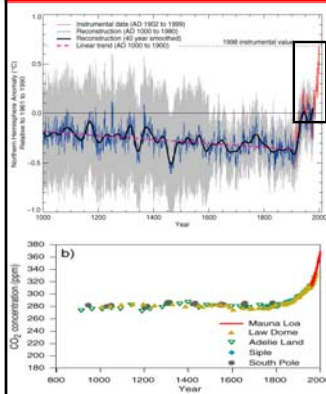 Instrumental data (AD 1902 to 1999)
Reconstruction (AD 1000 to 1980)
Reconstruction (40 year smoothed)
Linear trend (AD 1000 to 1900)
1998 instrumental value
Northern Hemisphere Anomaly (°C)
Relative to 1961 to 1990
1.0
0.5
0.0
-0.5
-1.0
1000
1200
1400
1600
1800
2000
Year
b)
CO2 concentration (ppm)
380
360
340
320
300
280
260
240
220
200
180
Mauna Loa
Law Dome
Adelie Land
Siple
South Pole
800
1000
1200
1400
1600
1800
2000
Year